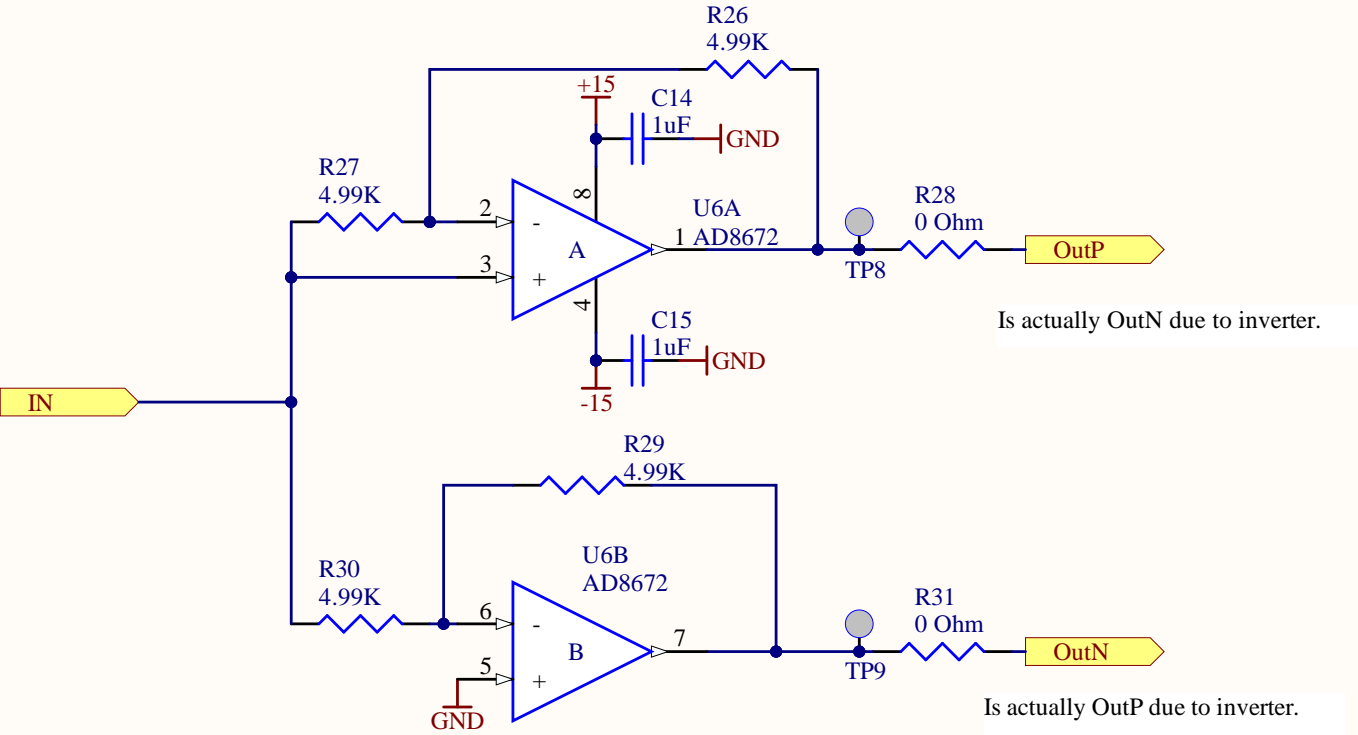 R26
4.99K
+15
C14
1uF
GND
R27
4.99K
8
2
-
U6A
AD8672
1
A
3
+
4
TP8
R28
0 Ohm
OutP
Is actually OutN due to inverter.
C15
1uF
GND
-15
IN
R29
4.99K
U6B
AD8672
R30
4.99K
6
-
B
7
5
+
GND
TP9
R31
0 Ohm
OutN
Is actually OutP due to inverter.